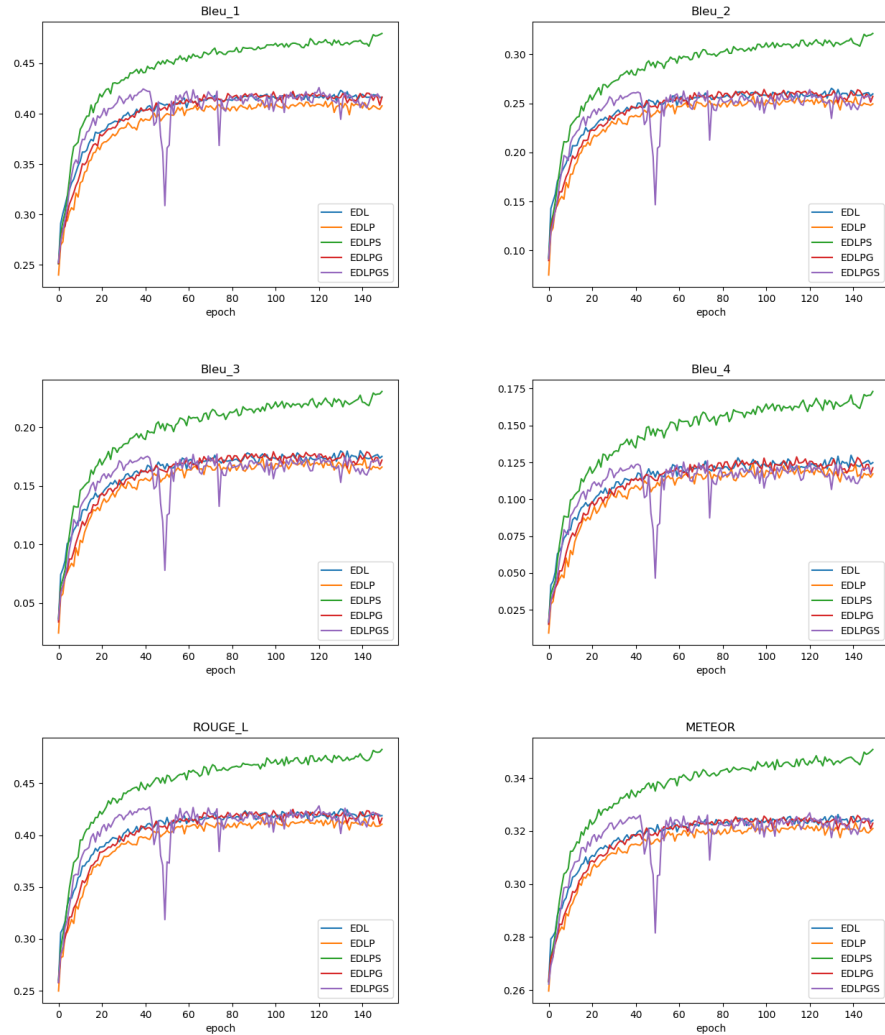 Bleu_1
0.45
0.40
0.35
0.30
0.25
0 20 40 60 80 100 120 140
epoch
EDL
EDLP
EDLPS
EDLPG
EDLPGS
Bleu_2
0.30
0.25
0.20
0.15
0.10
0 20 40 60 80 100 120 140
epoch
EDL
EDLP
EDLPS
EDLPG
EDLPGS
Bleu_3
0.20
0.15
0.10
0.05
0 20 40 60 80 100 120 140
epoch
EDL
EDLP
EDLPS
EDLPG
EDLPGS
Bleu_4
0.175
0.150
0.125
0.100
0.075
0.050
0.025
0 20 40 60 80 100 120 140
epoch
EDL
EDLP
EDLPS
EDLPG
EDLPGS
ROUGE_L
0.45
0.40
0.35
0.30
0.25
0 20 40 60 80 100 120 140
epoch
EDL
EDLP
EDLPS
EDLPG
EDLPGS
METEOR
0.34
0.32
0.30
0.28
0.26
0 20 40 60 80 100 120 140
epoch
EDL
EDLP
EDLPS
EDLPG
EDLPGS